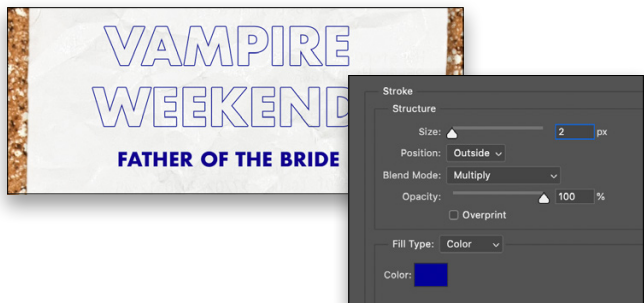 VAMPIRE
WEEKEND
FATHER OF THE BRIDE
Stroke
Structure
Size: 2 px
Position: Outside
Blend Mode: Multiply
Opacity: 100 %
Overprint
Fill Type: Color
Color: